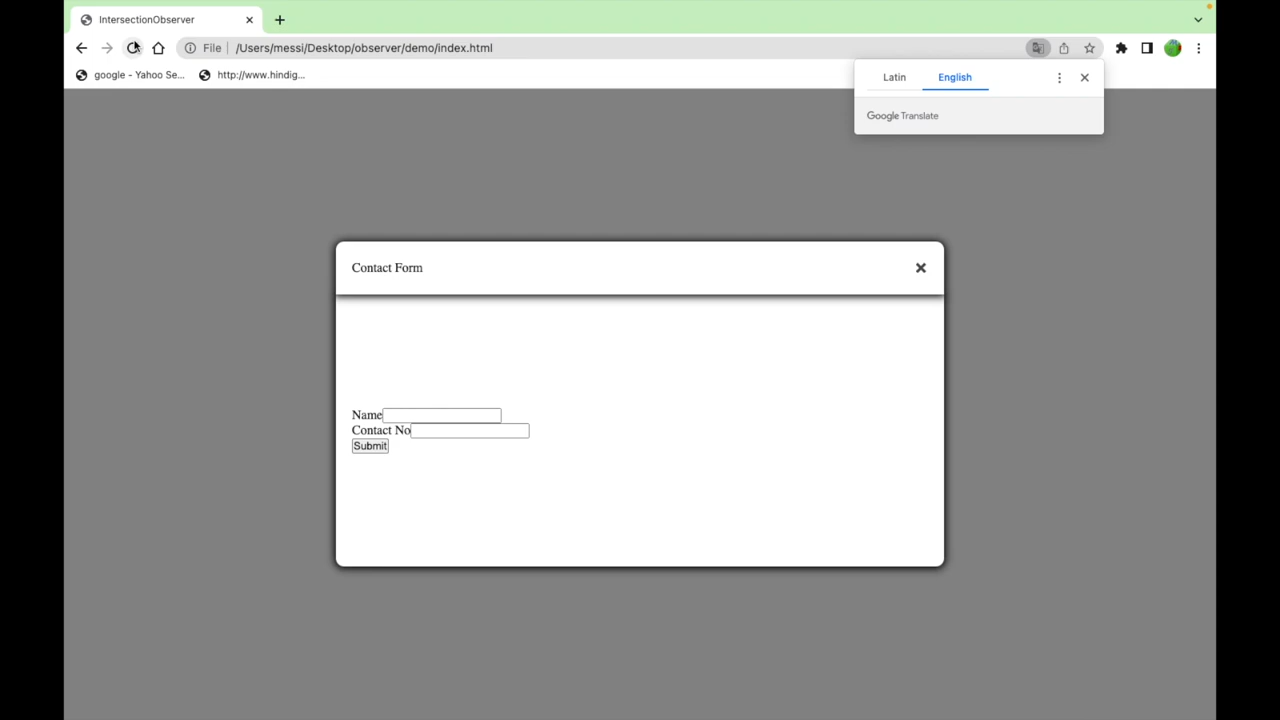 IntersectionObserver
File /Users/messi/Desktop/observer/demo/index.html
google - Yahoo Se... http://www.hindig...
Latin English
Google Translate
Contact Form
Name
Contact No
Submit